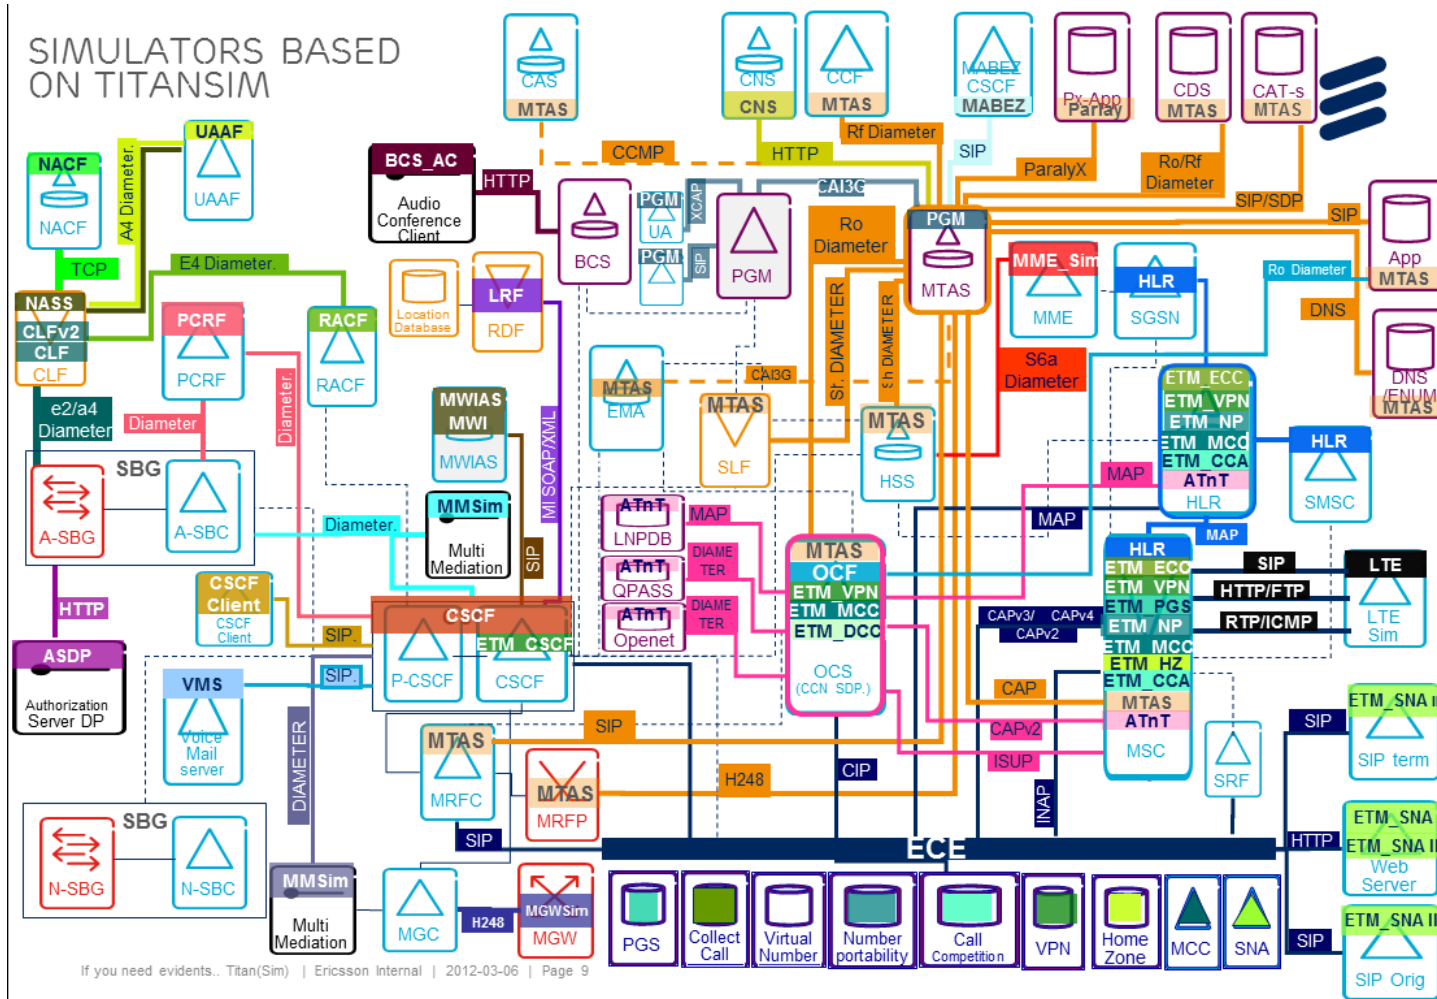 SIMULATORS BASED
ON TITANSIM
CAS
MTAS
CNS
CNS
CCF
MTAS
MABEZ
CSCF
MABEZ
Px-App
Parlay
CDS
MTAS
CAT-s
MTAS
UAAF
UAAF
NACF
NACF
A4 Diameter.
TCP
E4 Diameter.
BCS_AC
Audio
Conference
Client
HTTP
BCS
CCMP
HTTP
Rf Diameter
SIP
ParalyX
Ro/Rf
Diameter
SIP/SDP
SIP
PGM
UA
XCAP
PGM
SIP
PGM
CAI3G
Ro
Diameter
PGM
MTAS
App
MTAS
Ro Diameter
DNS
DNS
/ENUM
MTAS
MME_Sim
MME
HLR
SGSN
NASS
CLFv2
CLF
CLF
PCRF
PCRF
RACF
RACF
Location
Database
LRF
RDF
Sh DIAMETER
Sh DIAMETER
S6a
Diameter
CAI3G
MTAS
EMA
MTAS
SLF
MTAS
HSS
e2/a4
Diameter
Diameter
Diameter.
MWIAS
MWI
MWIAS
MI SOAP/XML
ETM_ECC
ETM_VPN
ETM_NP
ETM_MCC
ETM_CCA
ATnT
HLR
HLR
SMSC
MAP
MAP
MAP
SBG
A-SBG
A-SBC
Diameter.
MMSim
Multi
Mediation
SIP
ATnT
LNPDB
MAP
ATnT
QPASS
DIAME
TER
ATnT
Openet
DIAME
TER
MTAS
OCF
ETM_VPN
ETM_MCC
ETM_DCC
OCS
(CCN SDP.)
HLR
ETM_ECC
ETM_VPN
ETM_PGS
ETM_NP
ETM_MCC
ETM_HZ
ETM_CCA
MTAS
ATnT
MSC
SIP
HTTP/FTP
RTP/ICMP
LTE
LTE
Sim
CAPv3/ CAPv4
CAPv2
HTTP
CSCF
Client
CSCF
Client
SIP.
CSCF
ETM_CSCF
P-CSCF
CSCF
ASDP
Authorization
Server DP
VMS
Voice
Mail
server
SIP.
CAP
CAPv2
ISUP
SIP
CIP
H248
INAP
DIAMETER
MTAS
MRFC
MTAS
MRFP
SRF
SIP
SIP term
SIP
ECE
HTTP
ETM_SNA
Web
Server
SIP
SIP Orig
SBG
N-SBG
N-SBC
MMSim
Multi
Mediation
MGC
H248
MGWSim
MGW
PGS
Collect
Call
Virtual
Number
Number
portability
Call
Competition
VPN
Home
Zone
MCC
SNA
If you need evidents.. Titan(Sim) | Ericsson Internal | 2012-03-06 | Page 9